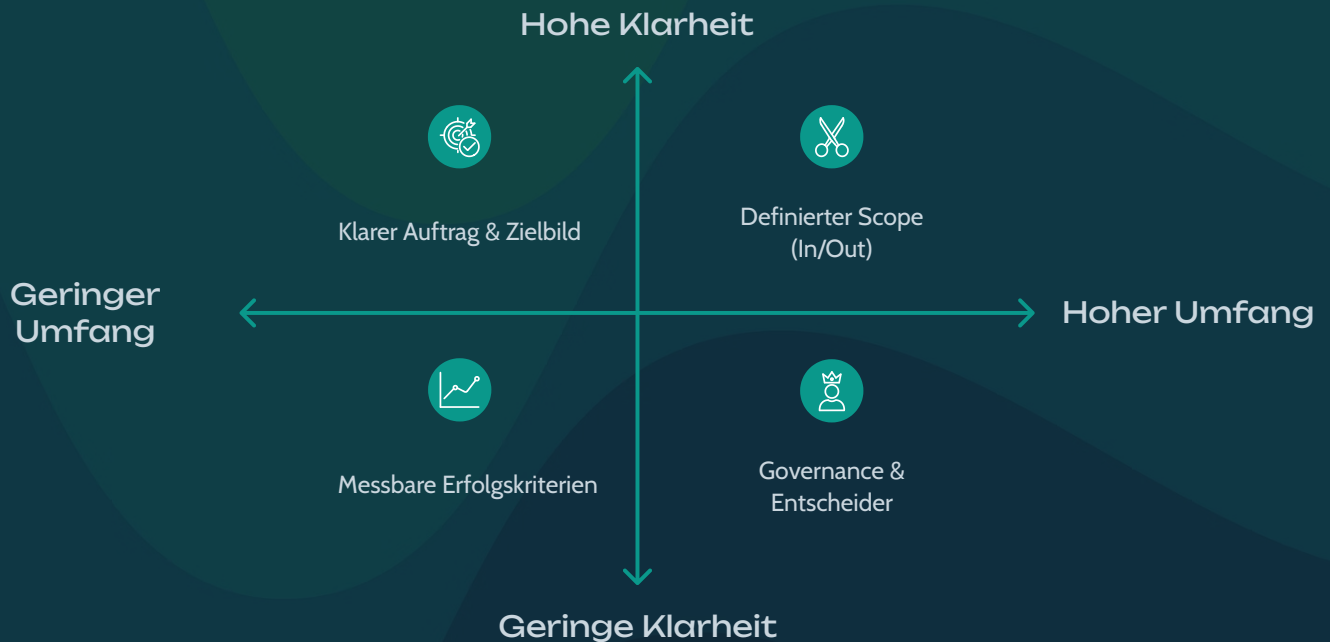 Hohe Klarheit
Klarer Auftrag & Zielbild
Definierter Scope
(In/Out)
Geringer
Umfang
Hoher Umfang
Messbare Erfolgskriterien
Governance &
Entscheider
Geringe Klarheit